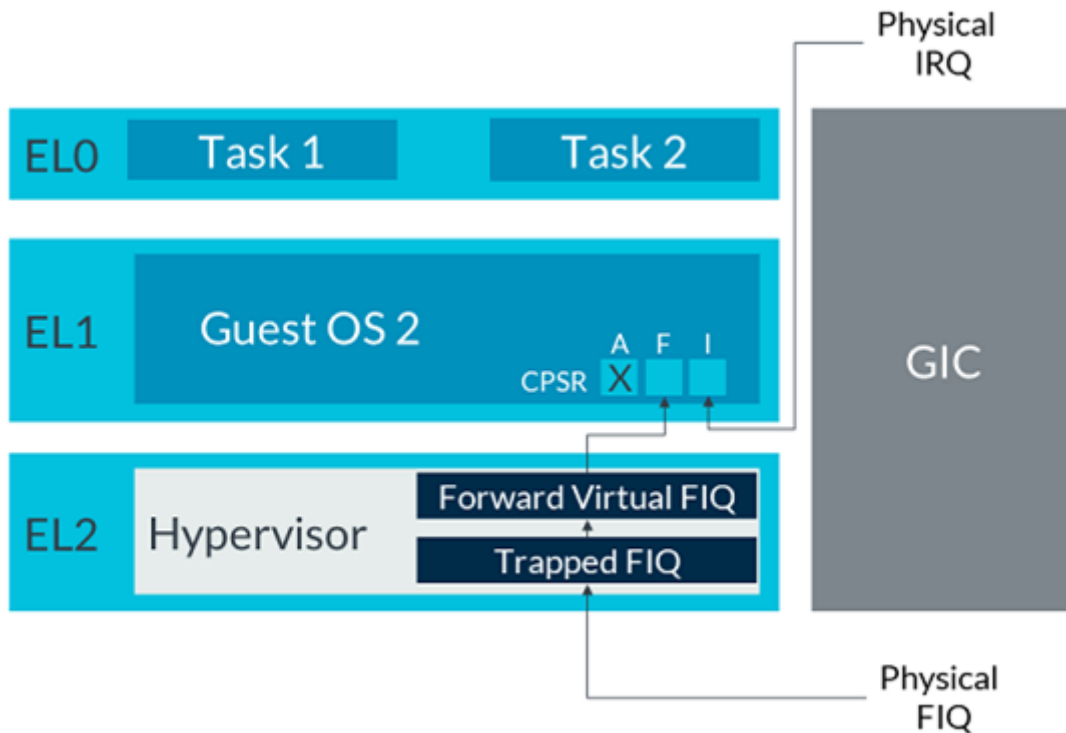 Physical
IRQ
EL0
Task 1
Task 2
EL1
Guest OS 2
A F I
CPSR X
GIC
EL2
Hypervisor
Forward Virtual FIQ
Trapped FIQ
Physical
FIQ